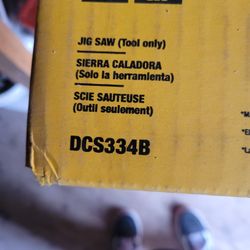 JIG SAW (Tool only)
SIERRA CALADORA
(Solo la herramienta)
SCIE SAUTEUSE
(Outil seulement)
DCS334B